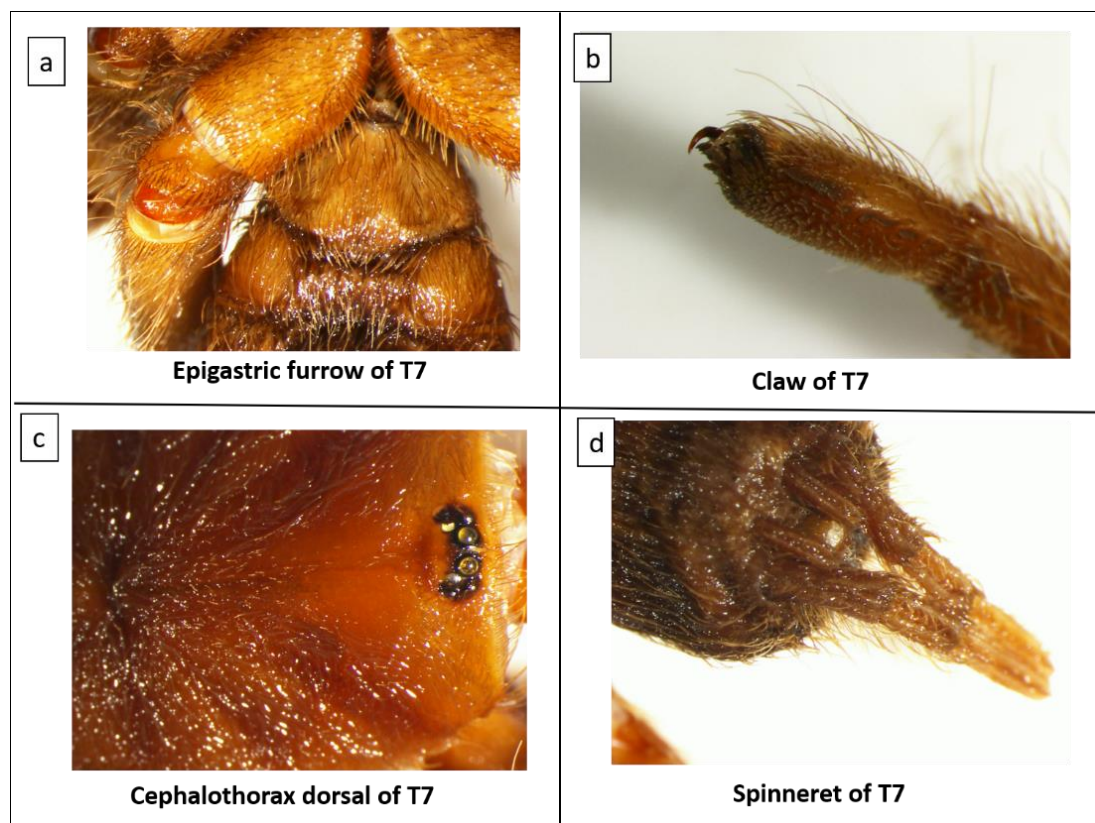 a
Epigastric furrow of T7
b
Claw of T7
c
Cephalothorax dorsal of T7
d
Spinneret of T7